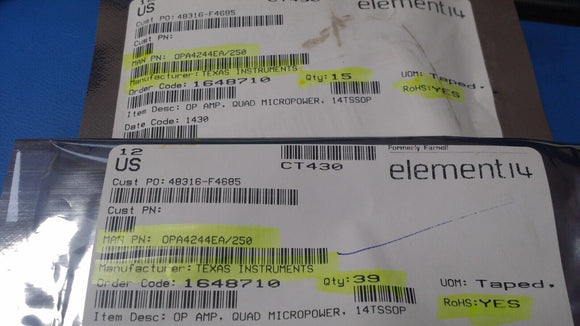 12
US
element14
Cust PO: 48316-F4685
Cust PN:
MAN PN: OPA4244EA/250
Manufacturer: TEXAS INSTRUMENTS
Qty: 15
UOM: Taped.
Order Code: 1648710
RoHS: YES
Item Desc: OP AMP, QUAD MICROPOWER, 14TSSOP
Date Code: 1430
12
US
CT430
Formerly Farnell
element14
Cust PO: 48316-F4685
Cust PN:
MAN PN: OPA4244EA/250
Manufacturer: TEXAS INSTRUMENTS
Order Code: 1648710
Qty: 39
UOM: Taped.
RoHS: YES
Item Desc: OP AMP, QUAD MICROPOWER, 14TSSOP